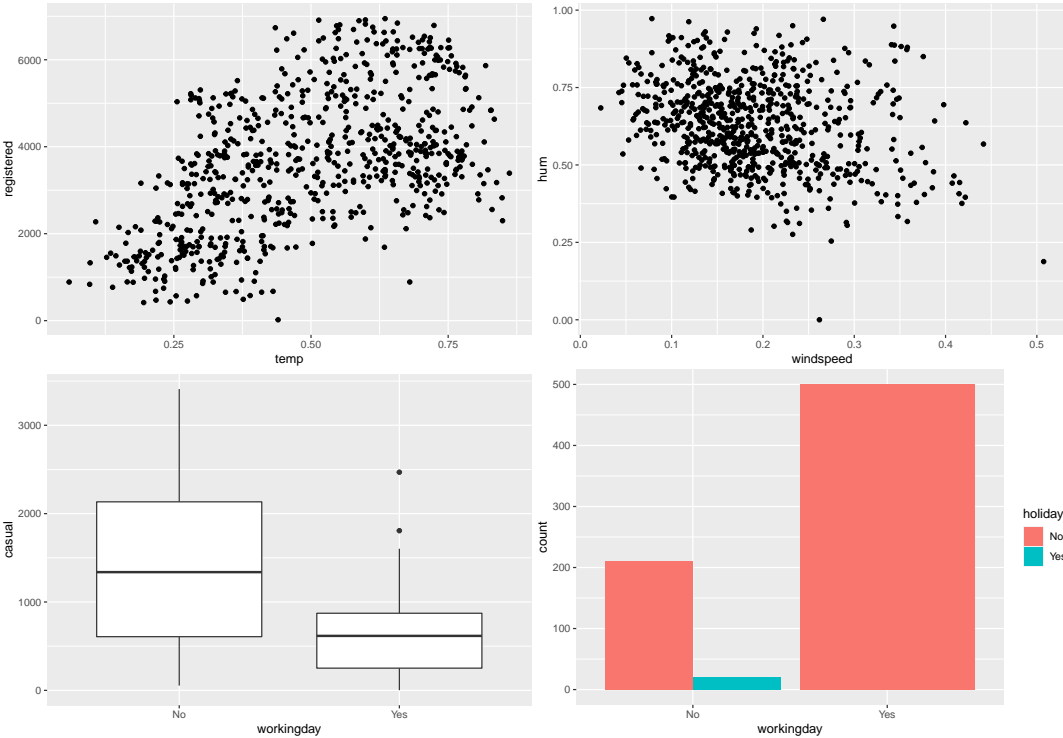 registered
6000
4000
2000
0
0.25
0.50
0.75
temp
hum
1.00
0.75
0.50
0.25
0.00
0.0
0.1
0.2
0.3
0.4
0.5
windspeed
casual
3000
2000
1000
0
No
Yes
workingday
count
500
400
300
200
100
0
No
Yes
workingday
holiday
No
Yes